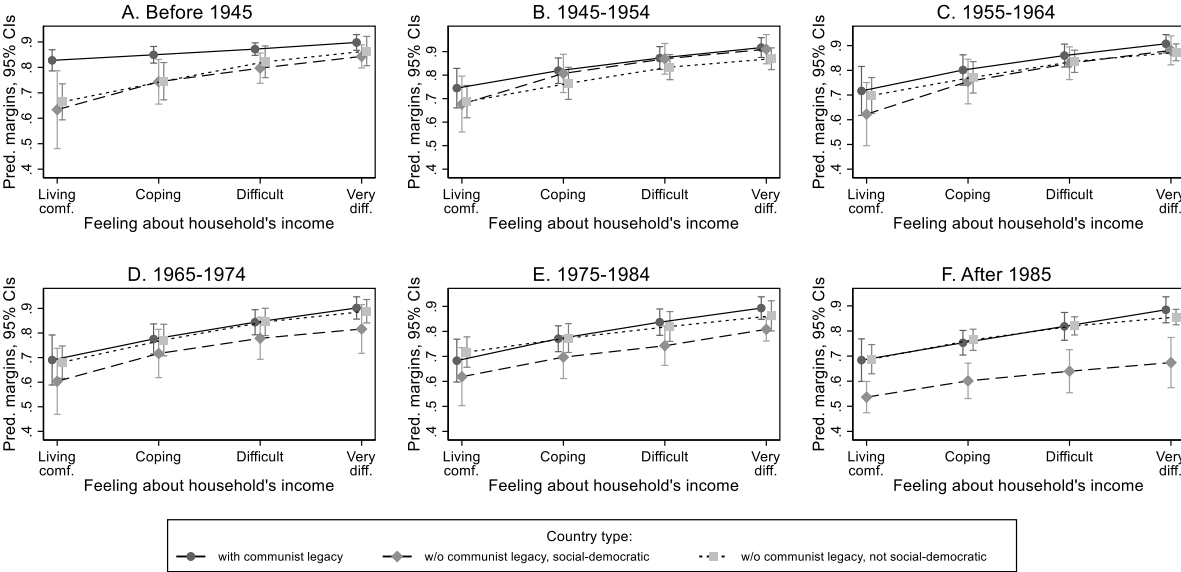 A. Before 1945
Pred. margins, 95% CIs
.4 .5 .6 .7 .8 .9
Living comf. Coping Difficult Very diff.
Feeling about household's income
B. 1945-1954
Pred. margins, 95% CIs
.4 .5 .6 .7 .8 .9
Living comf. Coping Difficult Very diff.
Feeling about household's income
C. 1955-1964
Pred. margins, 95% CIs
.4 .5 .6 .7 .8 .9
Living comf. Coping Difficult Very diff.
Feeling about household's income
D. 1965-1974
Pred. margins, 95% CIs
.4 .5 .6 .7 .8 .9
Living comf. Coping Difficult Very diff.
Feeling about household's income
E. 1975-1984
Pred. margins, 95% CIs
.4 .5 .6 .7 .8 .9
Living comf. Coping Difficult Very diff.
Feeling about household's income
F. After 1985
Pred. margins, 95% CIs
.4 .5 .6 .7 .8 .9
Living comf. Coping Difficult Very diff.
Feeling about household's income
Country type:
with communist legacy
w/o communist legacy, social-democratic
w/o communist legacy, not social-democratic